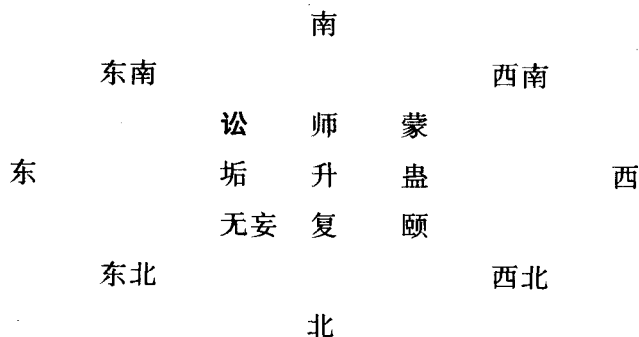 南
东南 西南
讼 师 蒙
东 垢 升 蛊 西
无妄 复 颐
东北 西北
北